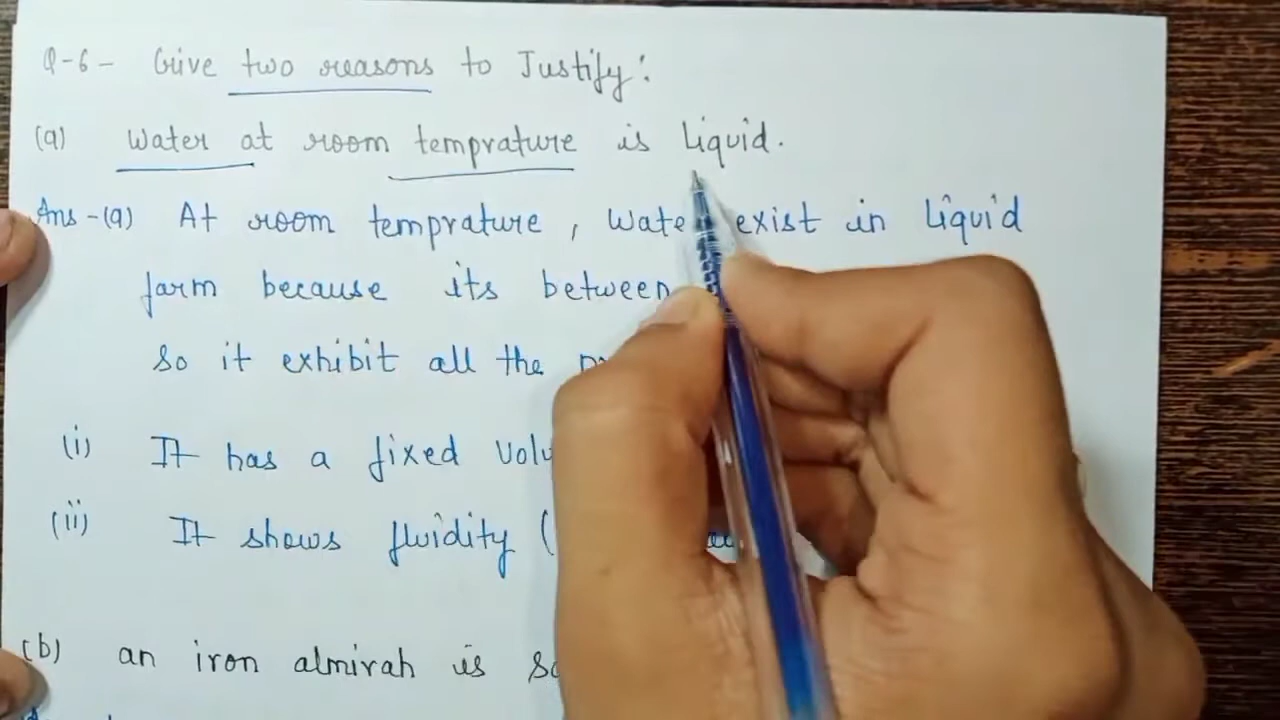 Q-6- Give two reasons to Justify:
(a) Water at room temprature is Liquid.
Ans-(a) At room temprature, Wate exist in Liquid
farm because its between
so it exhibit all the
(i) It has a fixed
(ii) It shows fluidity (
(b) an iron almirah is